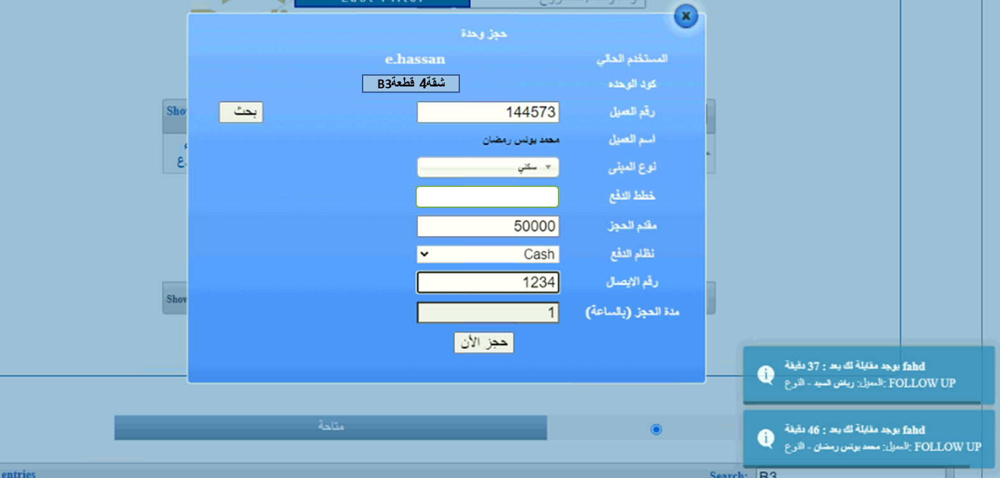 حجز وحدة
المستخدم الحالي e.hassan
كود الوحده شقة4 قطعةB3
رقم العميل 144573 بحث
اسم العميل محمد يونس رمضان
نوع المبنى سكني
خطط الدفع
مقدم الحجز 50000
نظام الدفع Cash
رقم الايصال 1234
مدة الحجز (بالساعة) 1
حجز الأن
fahd يوجد مقابلة لك بعد : 37 دقيقة
FOLLOW UP :العميل: رياض السيد - النوع
متاحة
fahd يوجد مقابلة لك بعد : 46 دقيقة
FOLLOW UP :العميل: محمد يونس رمضان - النوع
entries
Search: B3